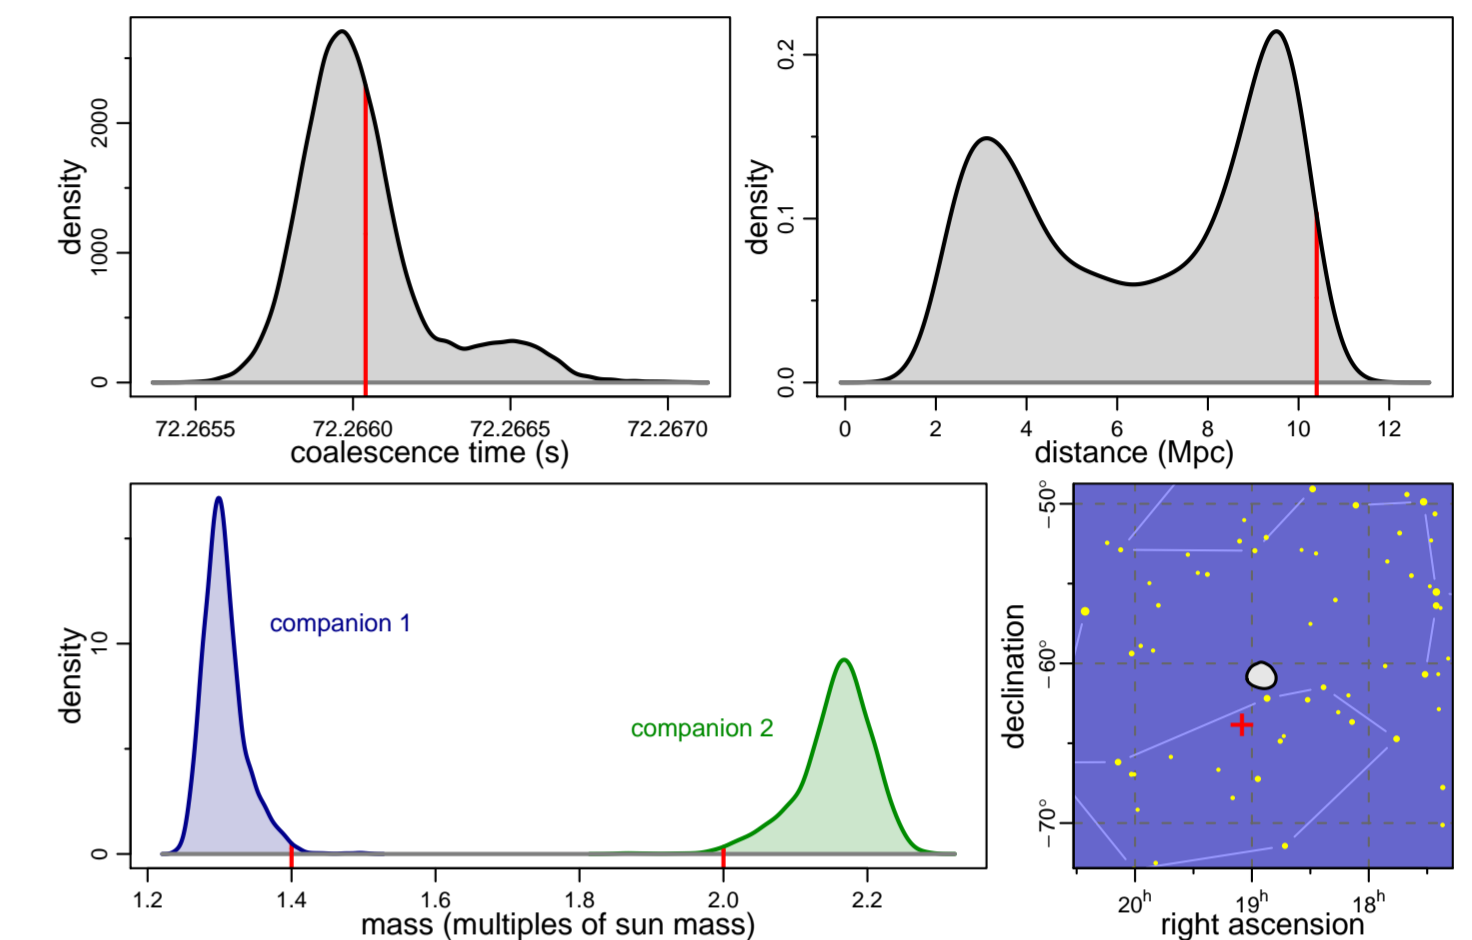 density
2000
1000
0
72.2655 72.2660 72.2665 72.2670
coalescence time (s)
density
0.2
0.1
0.0
0 2 4 6 8 10 12
distance (Mpc)
density
10
0
companion 1
companion 2
1.2 1.4 1.6 1.8 2.0 2.2
mass (multiples of sun mass)
declination
−50°
−60°
−70°
20h 19h 18h
right ascension